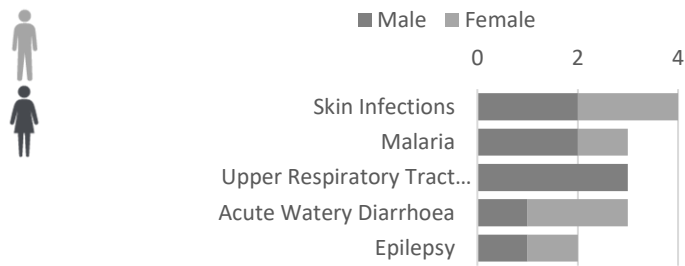 Male Female
0 2 4
Skin Infections
Malaria
Upper Respiratory Tract...
Acute Watery Diarrhoea
Epilepsy